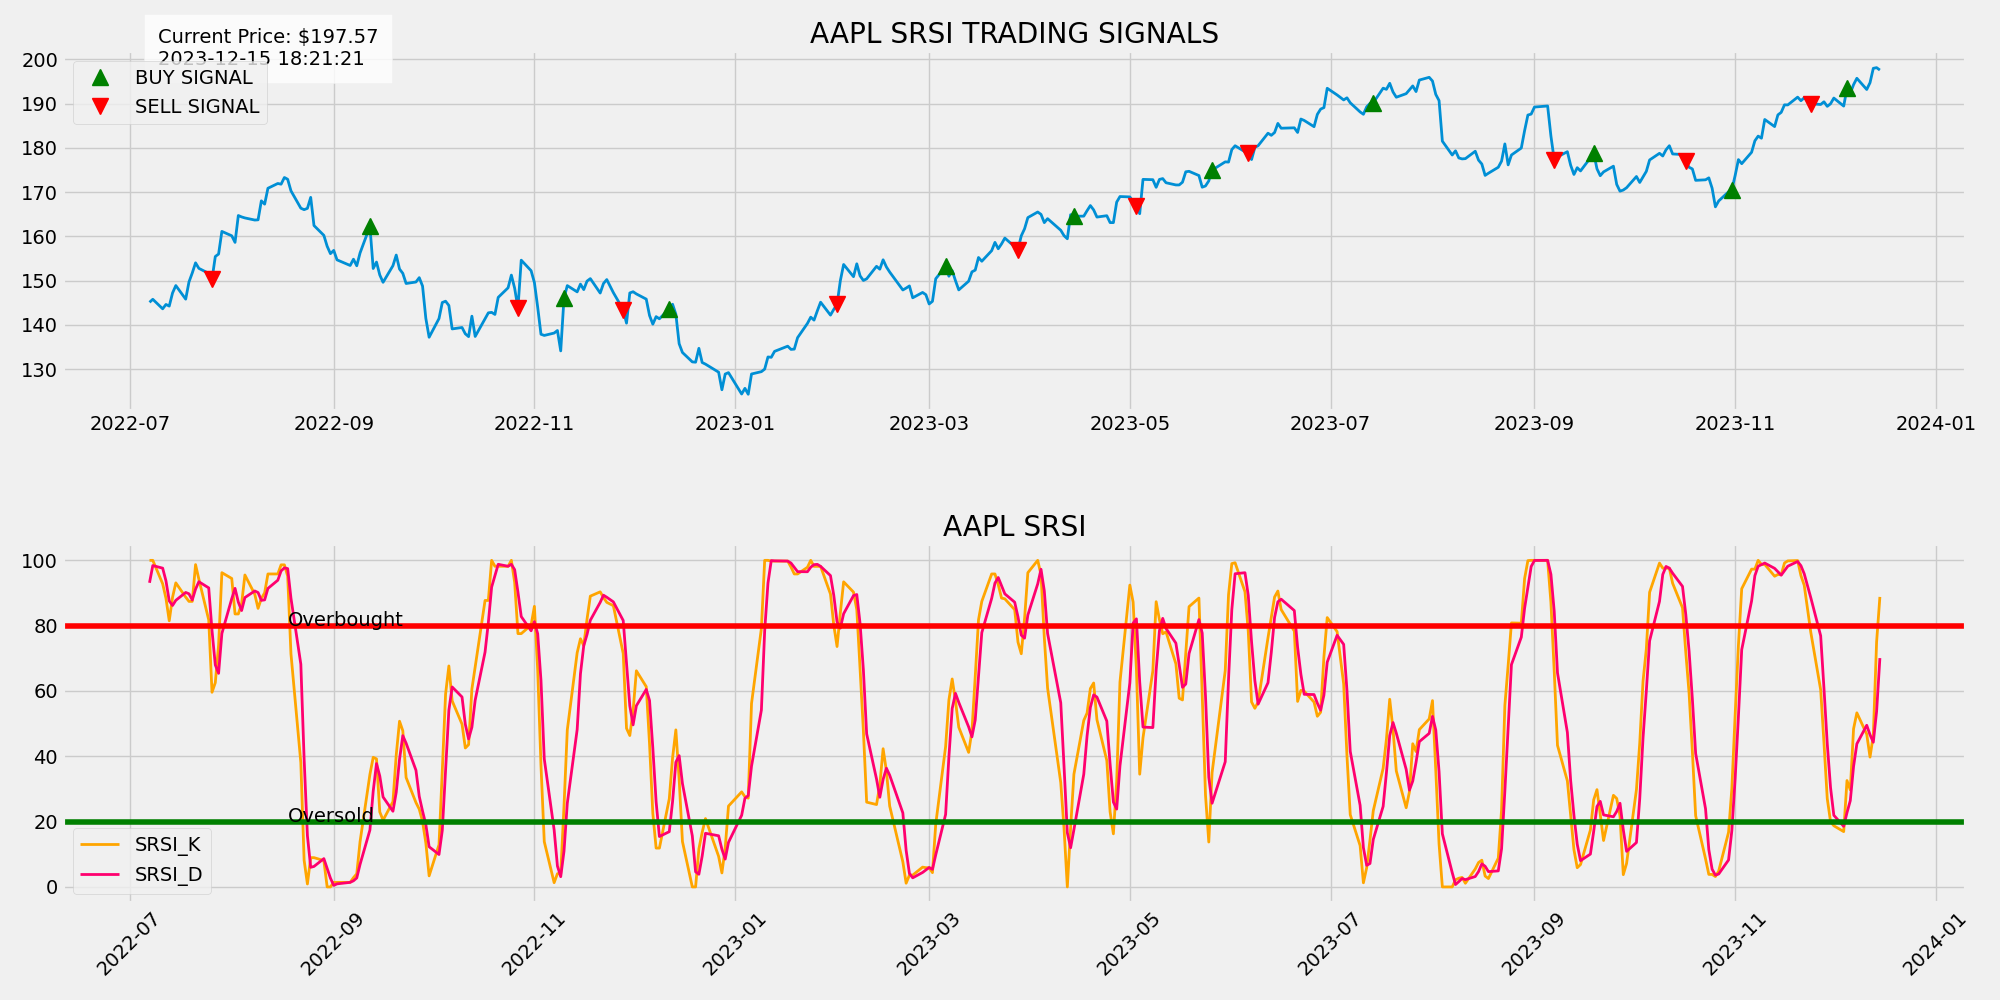 AAPL SRSI TRADING SIGNALS
Current Price: $197.57
2023-12-15 18:21:21
BUY SIGNAL
SELL SIGNAL
200
190
180
170
160
150
140
130
2022-07 2022-09 2022-11 2023-01 2023-03 2023-05 2023-07 2023-09 2023-11 2024-01
AAPL SRSI
100
80
60
40
20
0
Overbought
Oversold
SRSI_K
SRSI_D
2022-07 2022-09 2022-11 2023-01 2023-03 2023-05 2023-07 2023-09 2023-11 2024-01